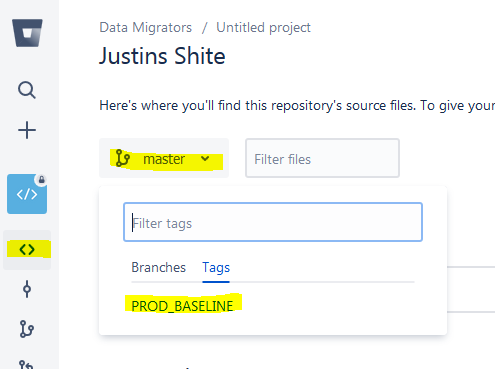 Data Migrators / Untitled project
Justins Shite
Here's where you'll find this repository's source files. To give your
master
Filter files
Filter tags
Branches Tags
PROD_BASELINE